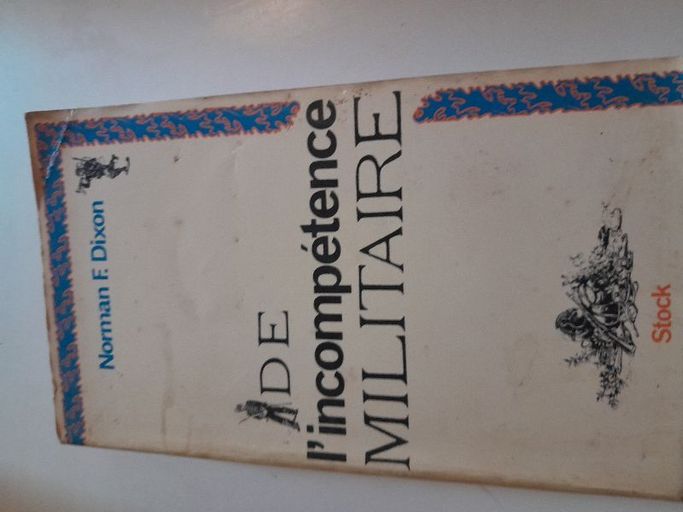 Norman F. Dixon
DE
l'incompétence
MILITAIRE
Stock